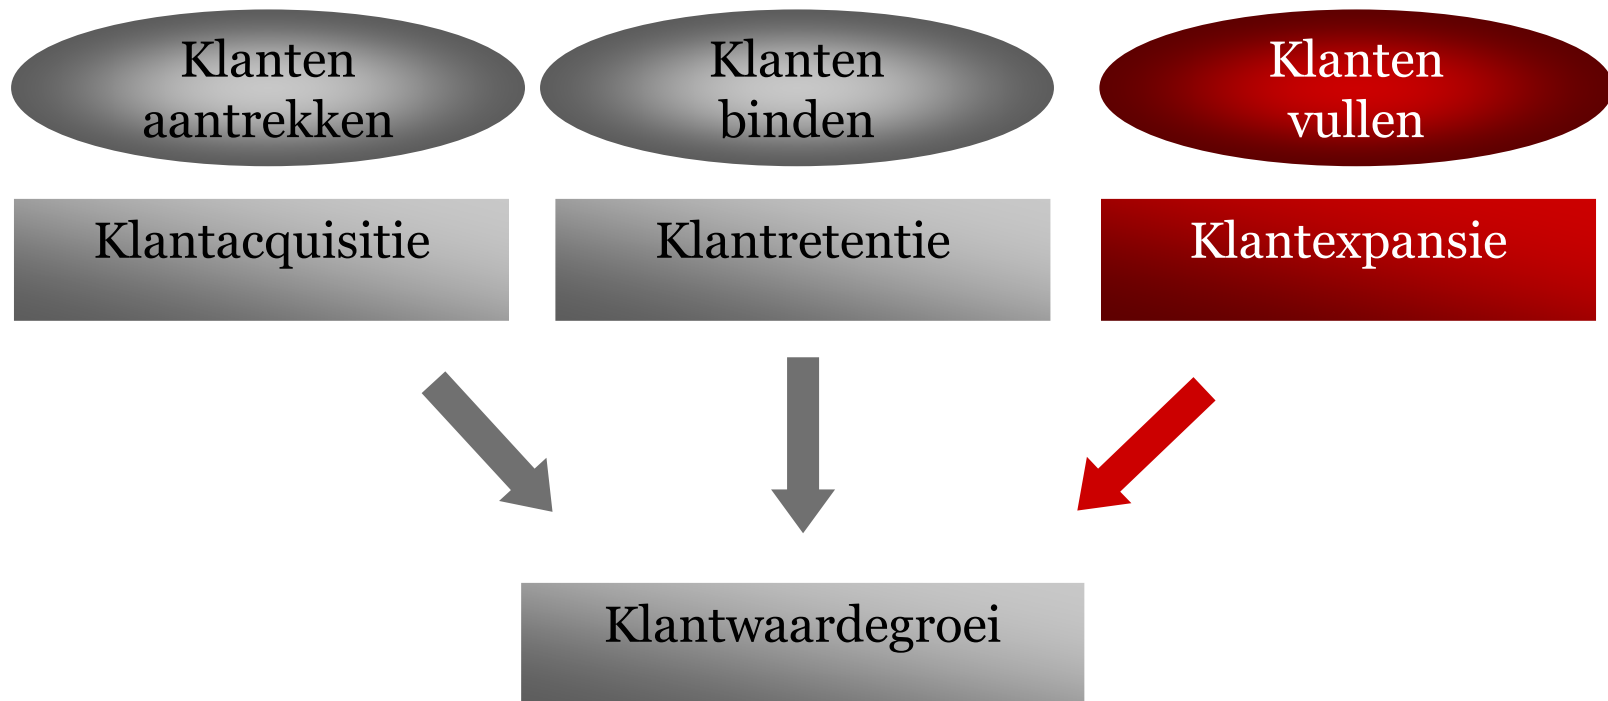 Klanten
aantrekken
Klanten
binden
Klanten
vullen
Klantacquisitie
Klantretentie
Klantexpansie
Klantwaardegroei